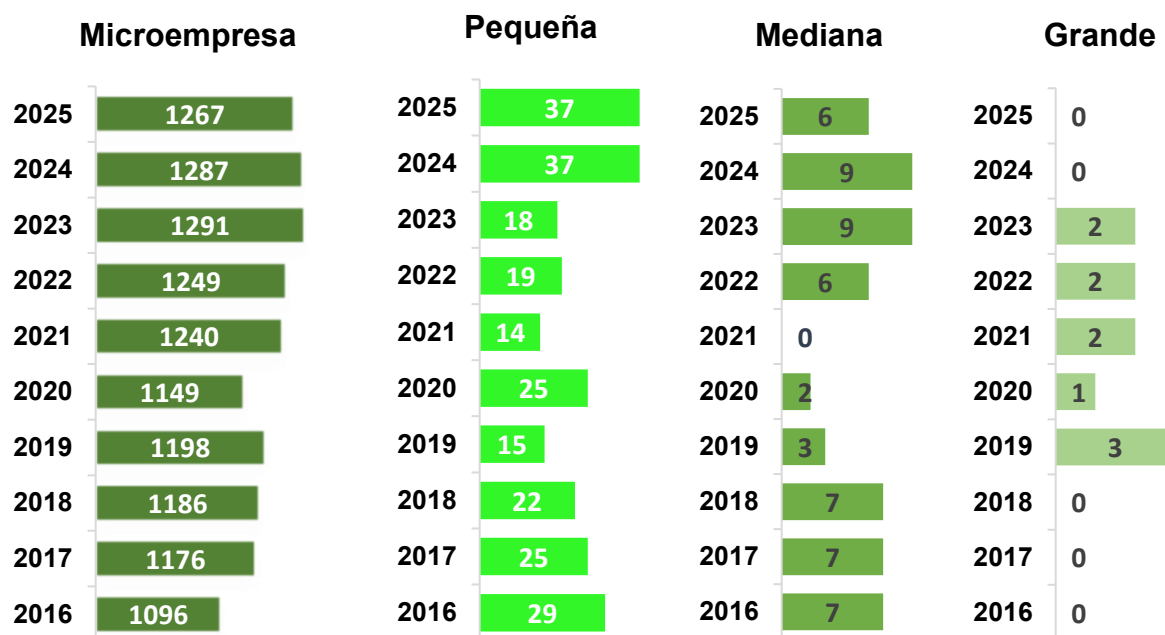 Microempresa Pequeña Mediana Grande
2025 1267 2025 37 2025 6 2025 0
2024 1287 2024 37 2024 9 2024 0
2023 1291 2023 18 2023 9 2023 2
2022 1249 2022 19 2022 6 2022 2
2021 1240 2021 14 2021 0 2021 2
2020 1149 2020 25 2020 2 2020 1
2019 1198 2019 15 2019 3 2019 3
2018 1186 2018 22 2018 7 2018 0
2017 1176 2017 25 2017 7 2017 0
2016 1096 2016 29 2016 7 2016 0